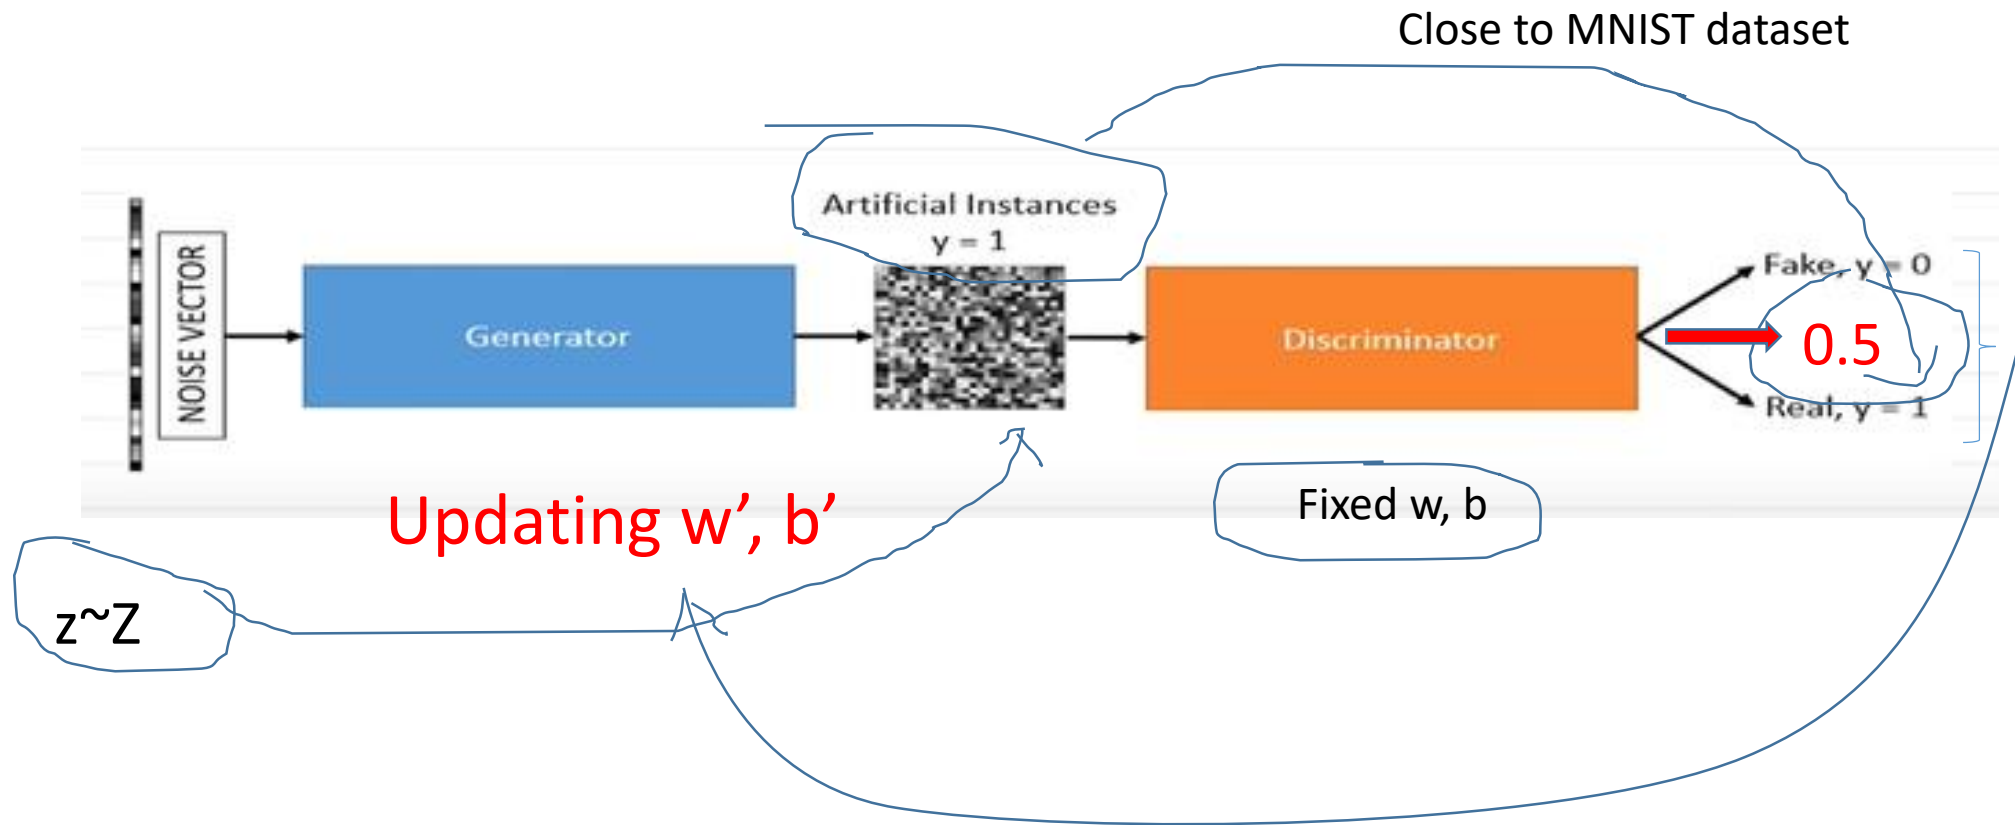 Close to MNIST dataset
Artificial Instances
y = 1
NOISE VECTOR
Generator
Discriminator
Fake, y = 0
0.5
Real, y = 1
Updating w’, b’
Fixed w, b
z~Z